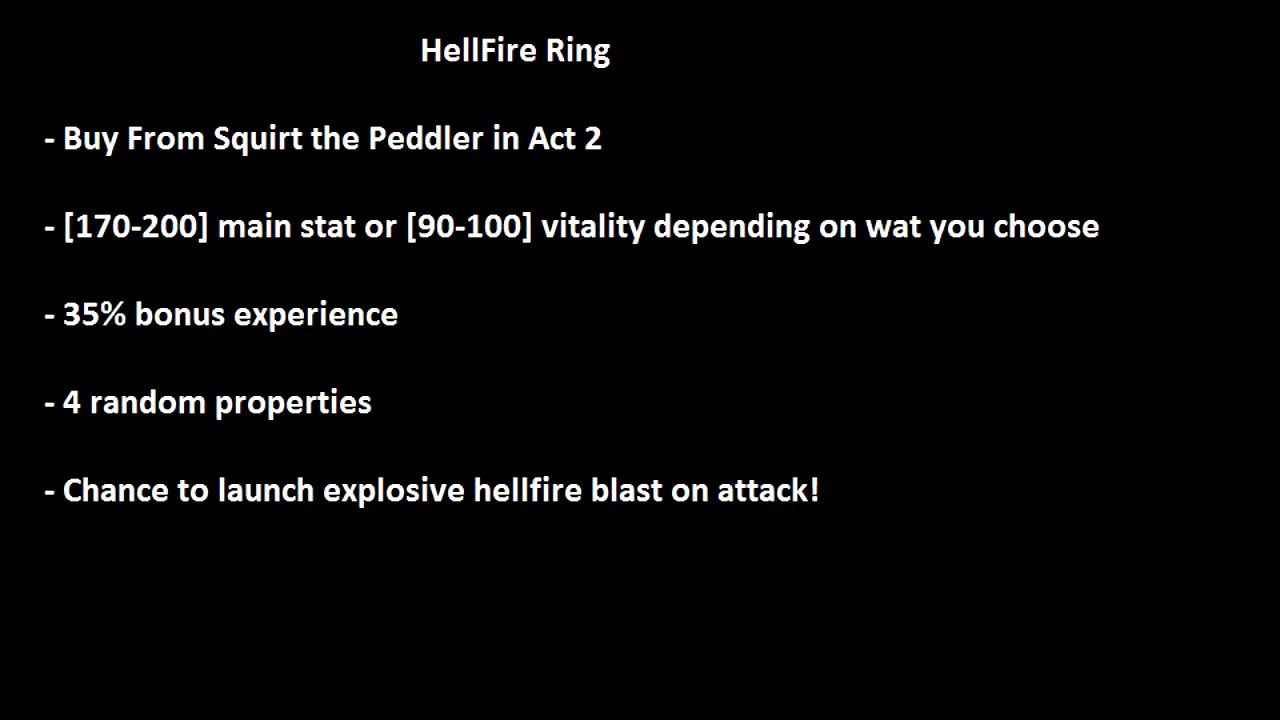 HellFire Ring
- Buy From Squirt the Peddler in Act 2
- [170-200] main stat or [90-100] vitality depending on wat you choose
- 35% bonus experience
- 4 random properties
- Chance to launch explosive hellfire blast on attack!